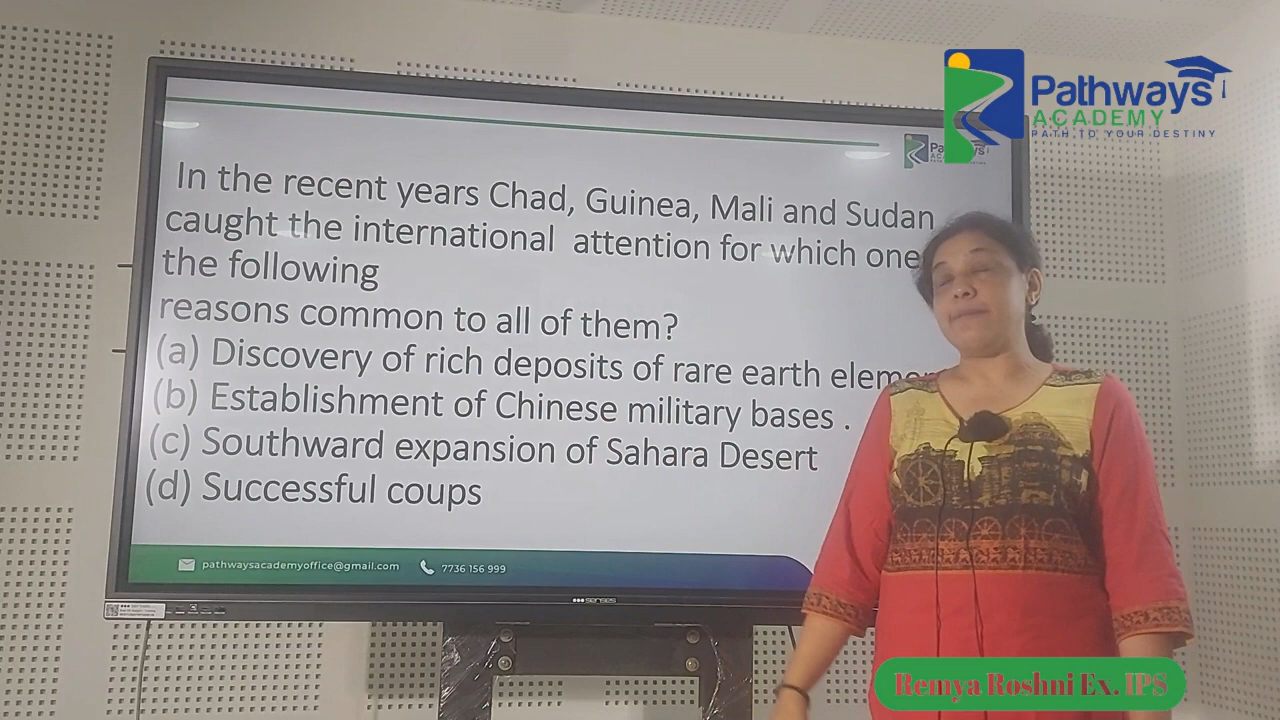 Pathways
ACADEMY
PATH TO YOUR DESTINY
In the recent years Chad, Guinea, Mali and Sudan
caught the international attention for which one
the following
reasons common to all of them?
(a) Discovery of rich deposits of rare earth
(b) Establishment of Chinese military bases .
(c) Southward expansion of Sahara Desert
(d) Successful coups
pathwaysacademyoffice@gmail.com
7736 156 999
senses
Remya Roshni Ex. IPS